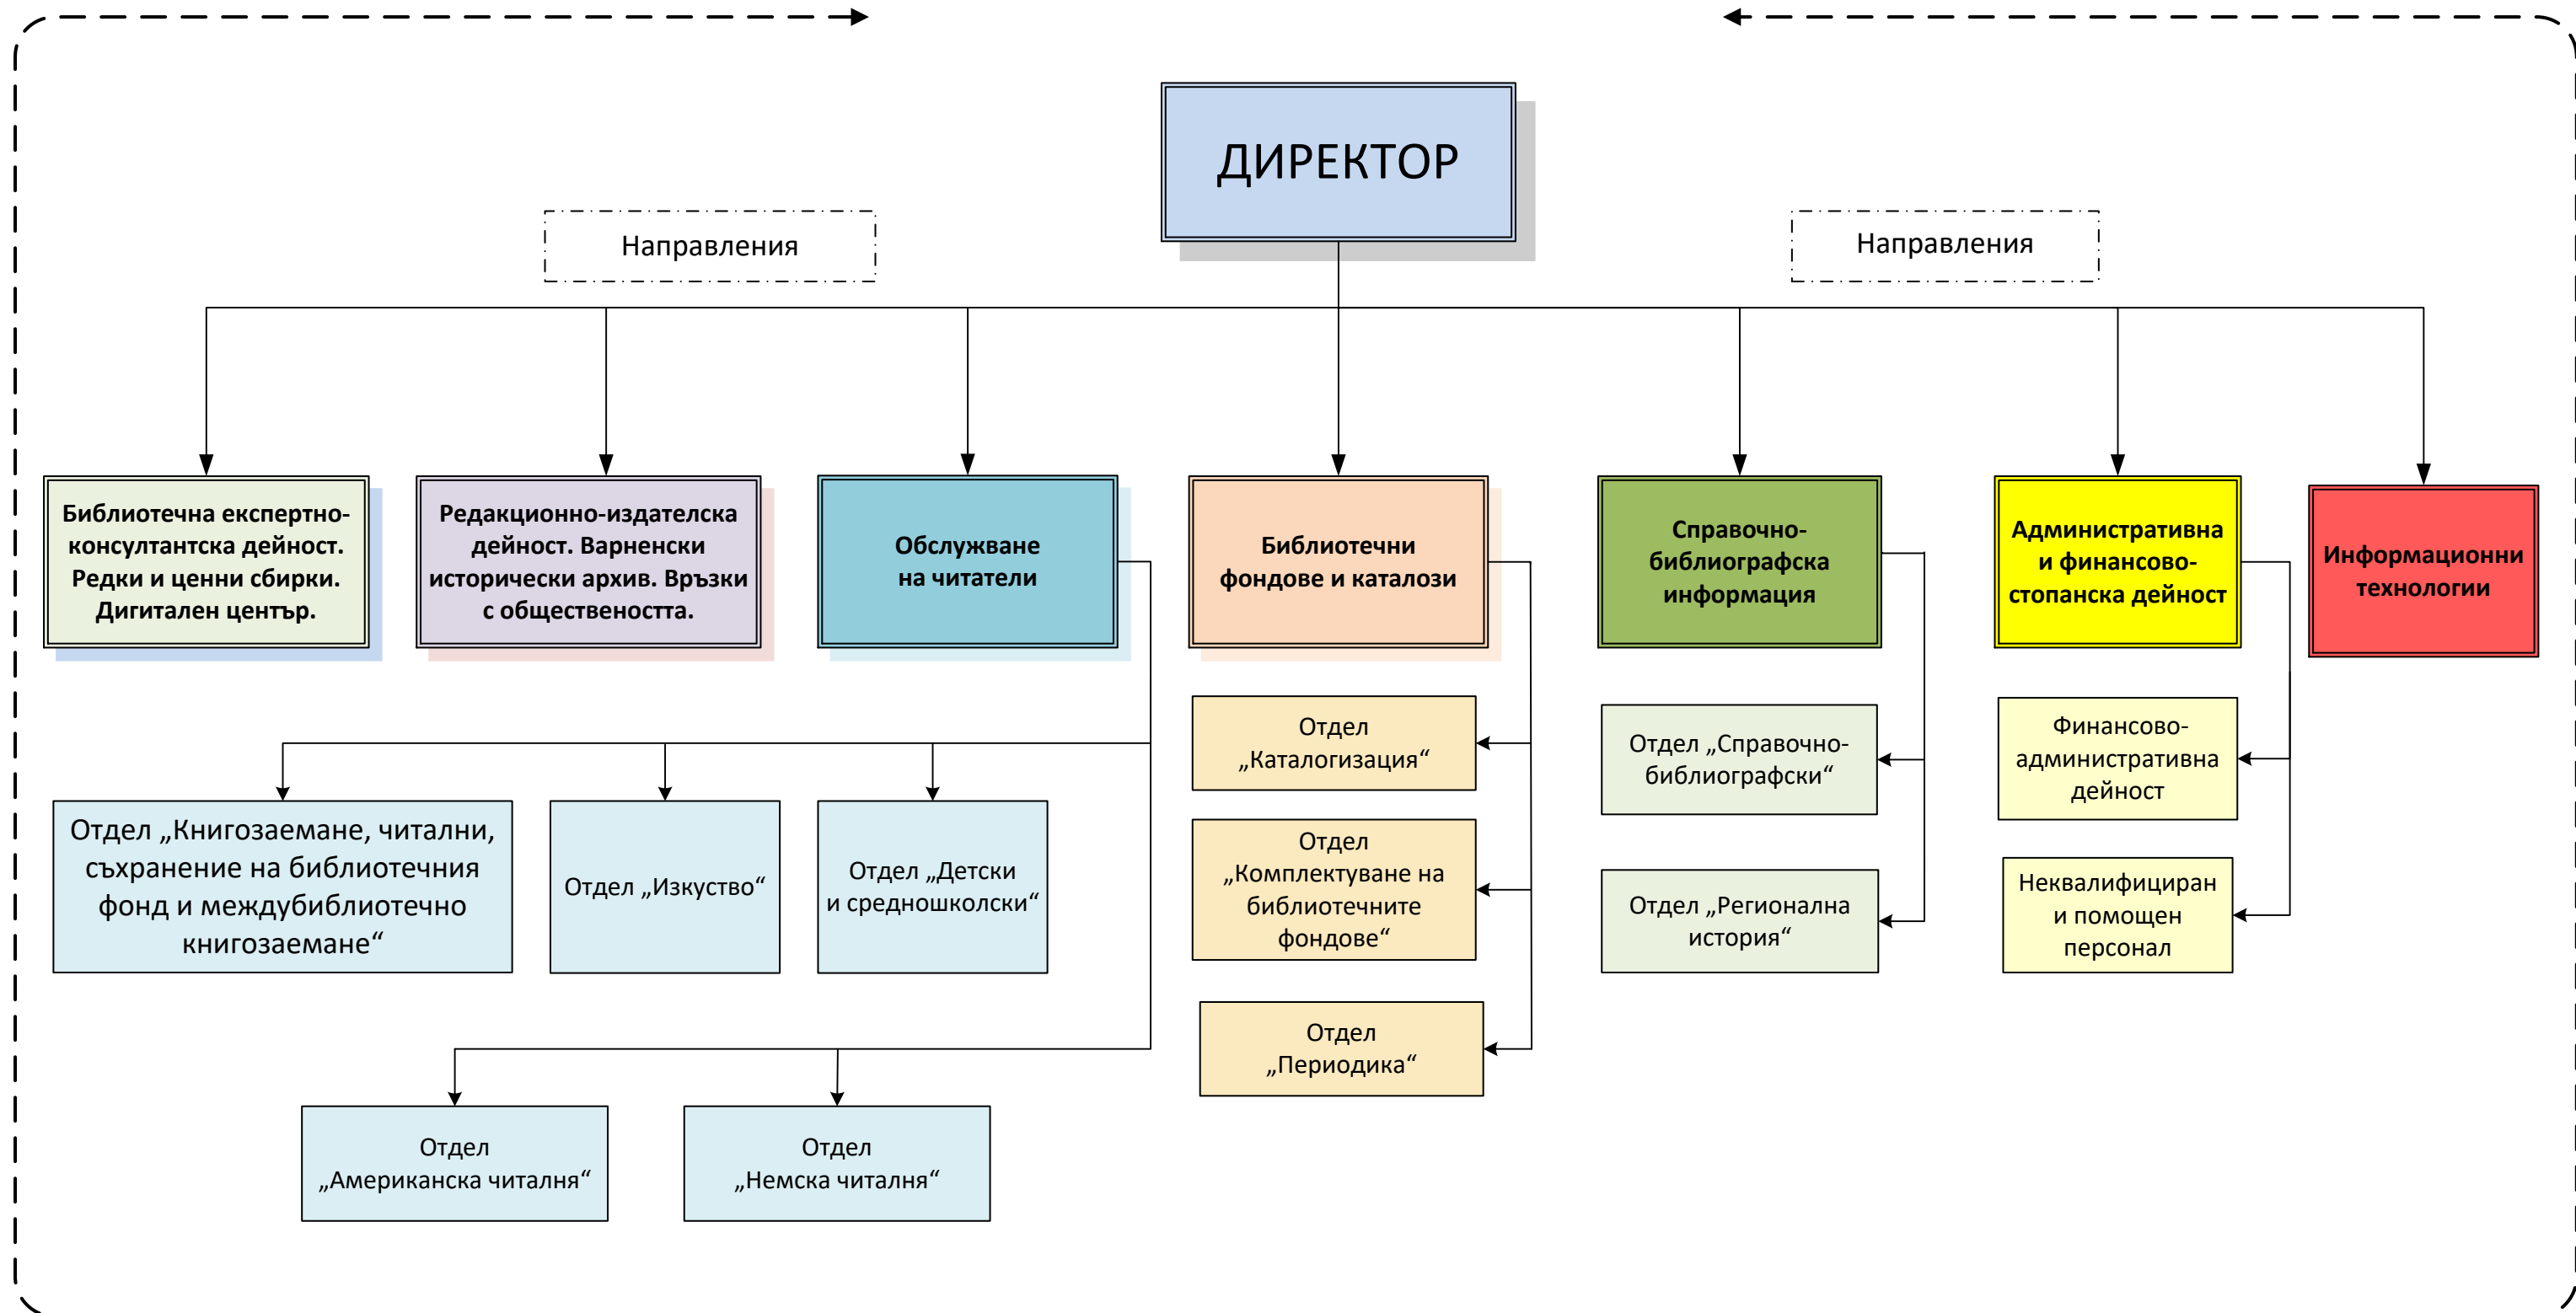 ДИРЕКТОР
Направления
Направления
Библиотечна експертно-
консултантска дейност.
Редки и ценни сбирки.
Дигитален център.
Редакционно-издателска
дейност. Варненски
исторически архив. Връзки
с обществеността.
Обслужване
на читатели
Библиотечни
фондове и каталози
Справочно-
библиографска
информация
Административна
и финансово-
стопанска дейност
Информационни
технологии
Отдел „Книгозаемане, читални,
съхранение на библиотечния
фонд и междубиблиотечно
книгозаемане“
Отдел „Изкуство“
Отдел „Детски
и средношколски“
Отдел
„Американска читалня“
Отдел
„Немска читалня“
Отдел
„Каталогизация“
Отдел
„Комплектуване на
библиотечните
фондове“
Отдел
„Периодика“
Отдел „Справочно-
библиографски“
Отдел „Регионална
история“
Финансово-
административна
дейност
Неквалифициран
и помощен
персонал